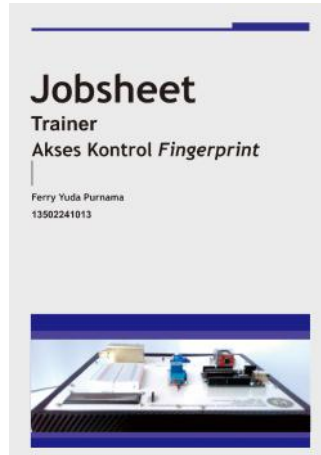 Jobsheet
Trainer
Akses Kontrol Fingerprint
Ferry Yuda Purnama
13502241013